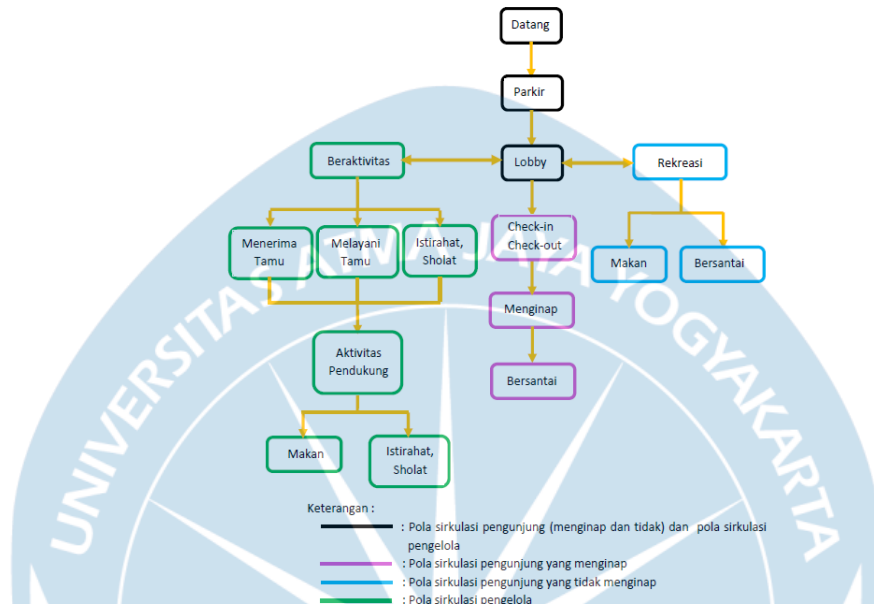 Datang
Parkir
Beraktivitas
Lobby
Rekreasi
Menerima
Tamu
Melayani
Tamu
Istirahat,
Sholat
Check-in
Check-out
Makan
Bersantai
Menginap
Aktivitas
Pendukung
Bersantai
Makan
Istirahat,
Sholat
Keterangan :
: Pola sirkulasi pengunjung (menginap dan tidak) dan pola sirkulasi
pengelola
: Pola sirkulasi pengunjung yang menginap
: Pola sirkulasi pengunjung yang tidak menginap
: Pola sirkulasi pengelola
UNIVERSITAS ATMA JAYA YOGYAKARTA